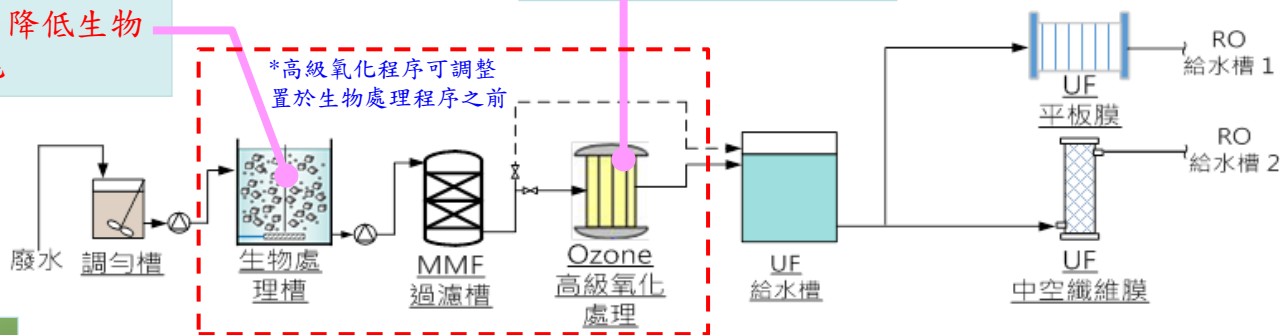 降低生物
*高級氧化程序可調整
置於生物處理程序之前
廢水
調勻槽
生物處
理槽
MMF
過濾槽
Ozone
高級氧化
處理
UF
給水槽
UF
平板膜
RO
給水槽 1
UF
中空纖維膜
RO
給水槽 2